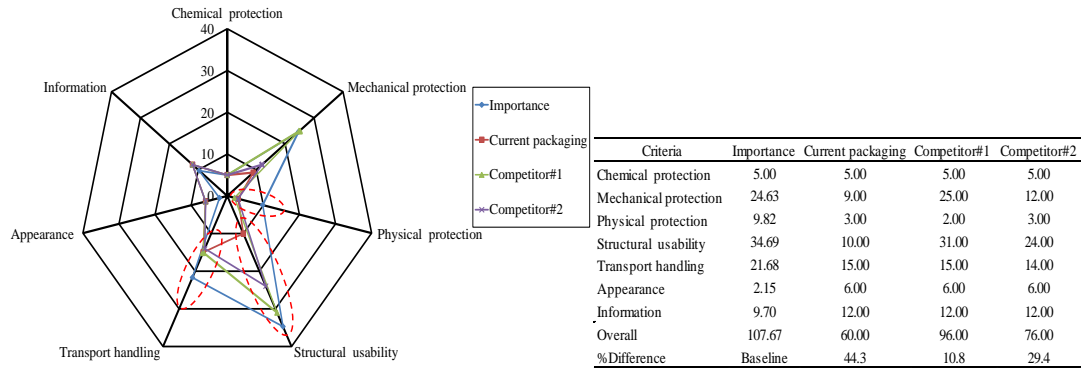 Chemical protection
40
30
20
10
0
Information
Mechanical protection
Appearance
Physical protection
Transport handling
Structural usability
Importance
Current packaging
Competitor#1
Competitor#2
Criteria Importance Current packaging Competitor#1 Competitor#2
Chemical protection 5.00 5.00 5.00 5.00
Mechanical protection 24.63 9.00 25.00 12.00
Physical protection 9.82 3.00 2.00 3.00
Structural usability 34.69 10.00 31.00 24.00
Transport handling 21.68 15.00 15.00 14.00
Appearance 2.15 6.00 6.00 6.00
Information 9.70 12.00 12.00 12.00
Overall 107.67 60.00 96.00 76.00
%Difference Baseline 44.3 10.8 29.4